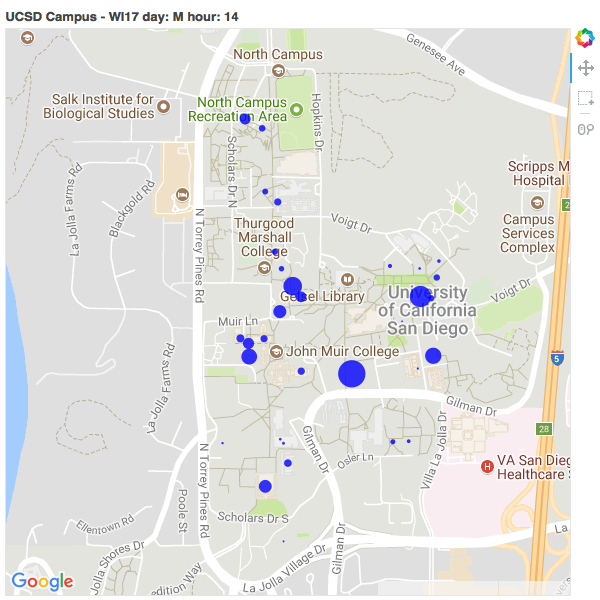 UCSD Campus - WI17 day: M hour: 14
Genesee Ave
North Campus
Salk Institute for
Biological Studies
North Campus
Recreation Area
Hopkins Dr
Scholars Dr N
La Jolla Farms Rd
Blackgold Rd
N Torrey Pines Rd
Scripps M
Hospital
2
Campus
Services
Complex
Voigt Dr
Thurgood
Marshall
College
Geisel Library
University
of California
San Diego
Voigt Dr
Muir Ln
John Muir College
5
La Jolla Farms Rd
Gilman Dr
28
Gilman Dr
Osler Ln
Villa La Jolla Dr
VA San Dieg
Healthcare S
N Torrey Pines Rd
Poole St
Ellentown Rd
Scholars Dr S
La Jolla Shores Dr
Gilman Dr
La
La Jolla Village Dr
edition Way
Google